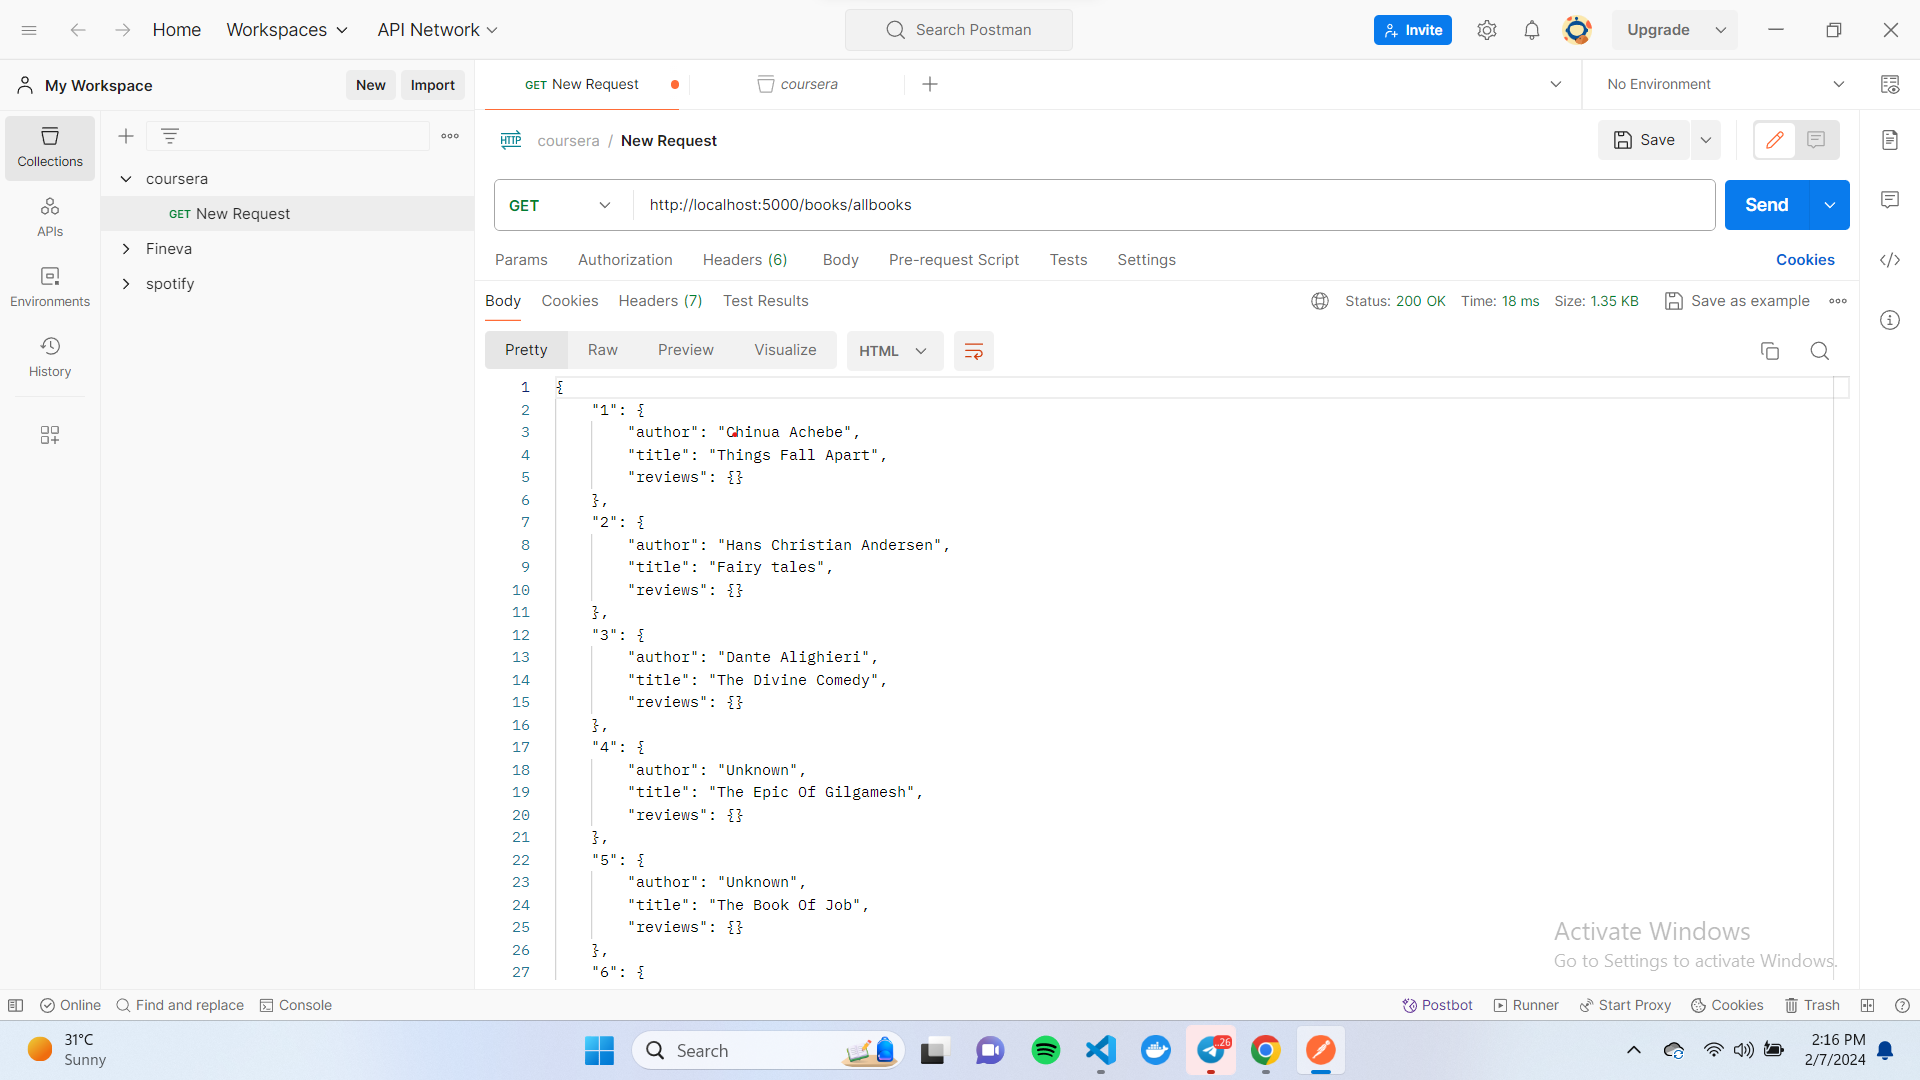 Home Workspaces API Network Search Postman Invite Upgrade
My Workspace New Import GET New Request coursera No Environment
Collections
APIs
Environments
History
coursera
GET New Request
Fineva
spotify
HTTP coursera / New Request Save
GET http://localhost:5000/books/allbooks Send
Params Authorization Headers (6) Body Pre-request Script Tests Settings Cookies
Body Cookies Headers (7) Test Results Status: 200 OK Time: 18 ms Size: 1.35 KB Save as example
Pretty Raw Preview Visualize HTML
1 {
2 "1": {
3 "author": "Chinua Achebe",
4 "title": "Things Fall Apart",
5 "reviews": {}
6 },
7 "2": {
8 "author": "Hans Christian Andersen",
9 "title": "Fairy tales",
10 "reviews": {}
11 },
12 "3": {
13 "author": "Dante Alighieri",
14 "title": "The Divine Comedy",
15 "reviews": {}
16 },
17 "4": {
18 "author": "Unknown",
19 "title": "The Epic Of Gilgamesh",
20 "reviews": {}
21 },
22 "5": {
23 "author": "Unknown",
24 "title": "The Book Of Job",
25 "reviews": {}
26 },
27 "6": {
Activate Windows
Go to Settings to activate Windows.
Online Find and replace Console Postbot Runner Start Proxy Cookies Trash
31°C
Sunny
Search
..26
2:16 PM
2/7/2024